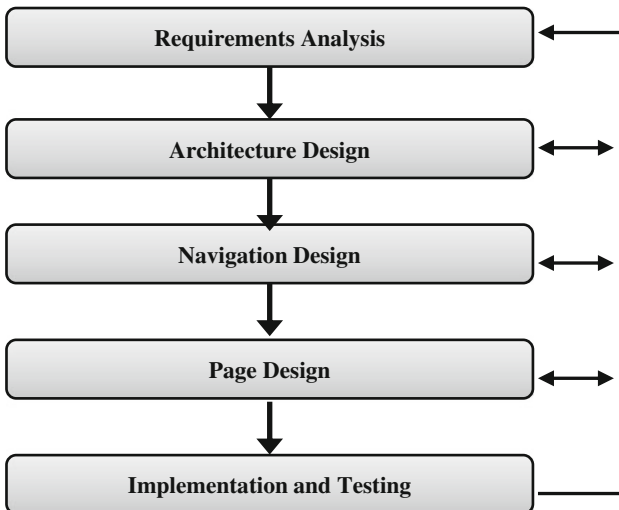 Requirements Analysis
Architecture Design
Navigation Design
Page Design
Implementation and Testing